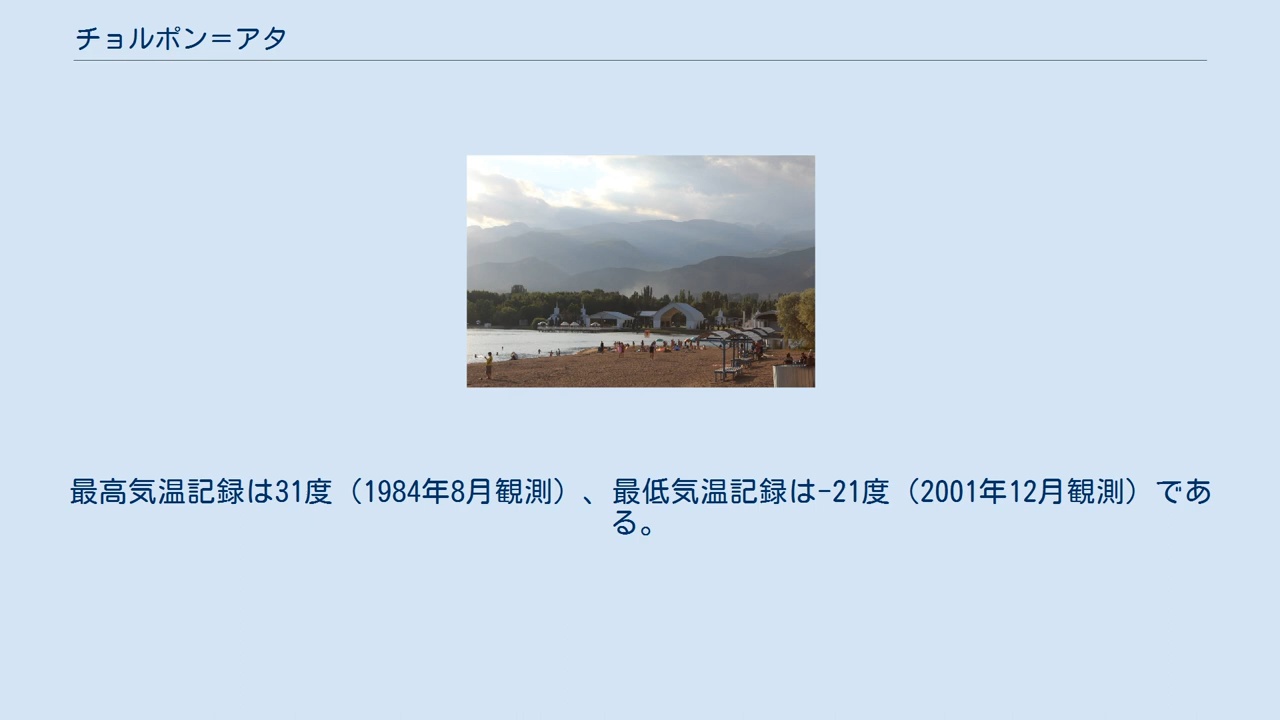 チョルポン＝アタ
最高気温記録は31度（1984年8月観測）、最低気温記録は-21度（2001年12月観測）であ
る。